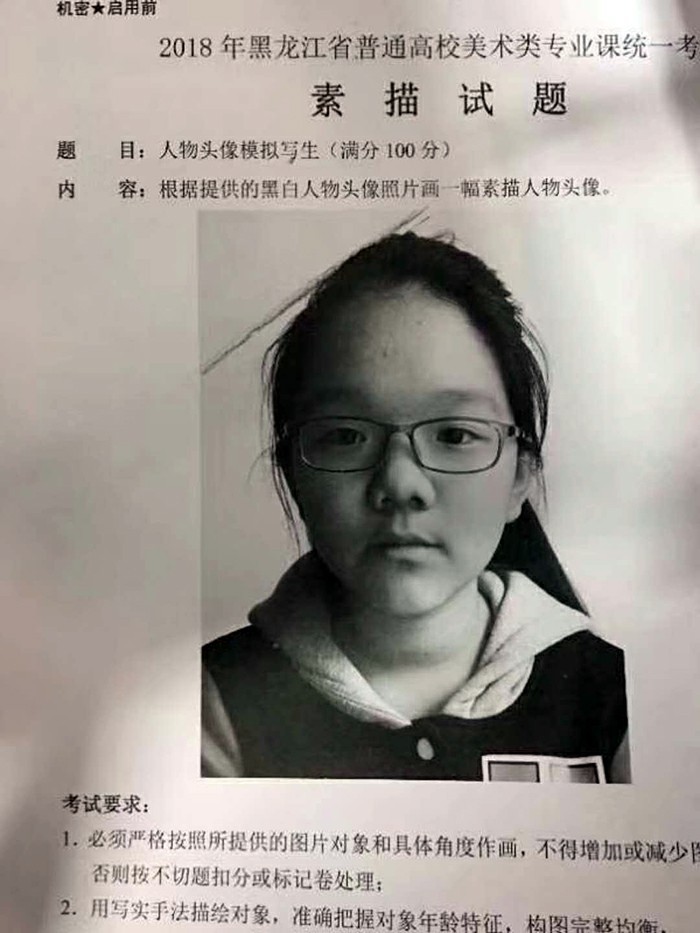 机密★启用前
2018 年黑龙江省普通高校美术类专业课统一考
素 描 试 题
题 目：人物头像模拟写生（满分 100 分）
内 容：根据提供的黑白人物头像照片画一幅素描人物头像。
考试要求：
1. 必须严格按照所提供的图片对象和具体角度作画，不得增加或减少图
否则按不切题扣分或标记卷处理；
2. 用写实手法描绘对象，准确把握对象年龄特征，构图完整均衡，